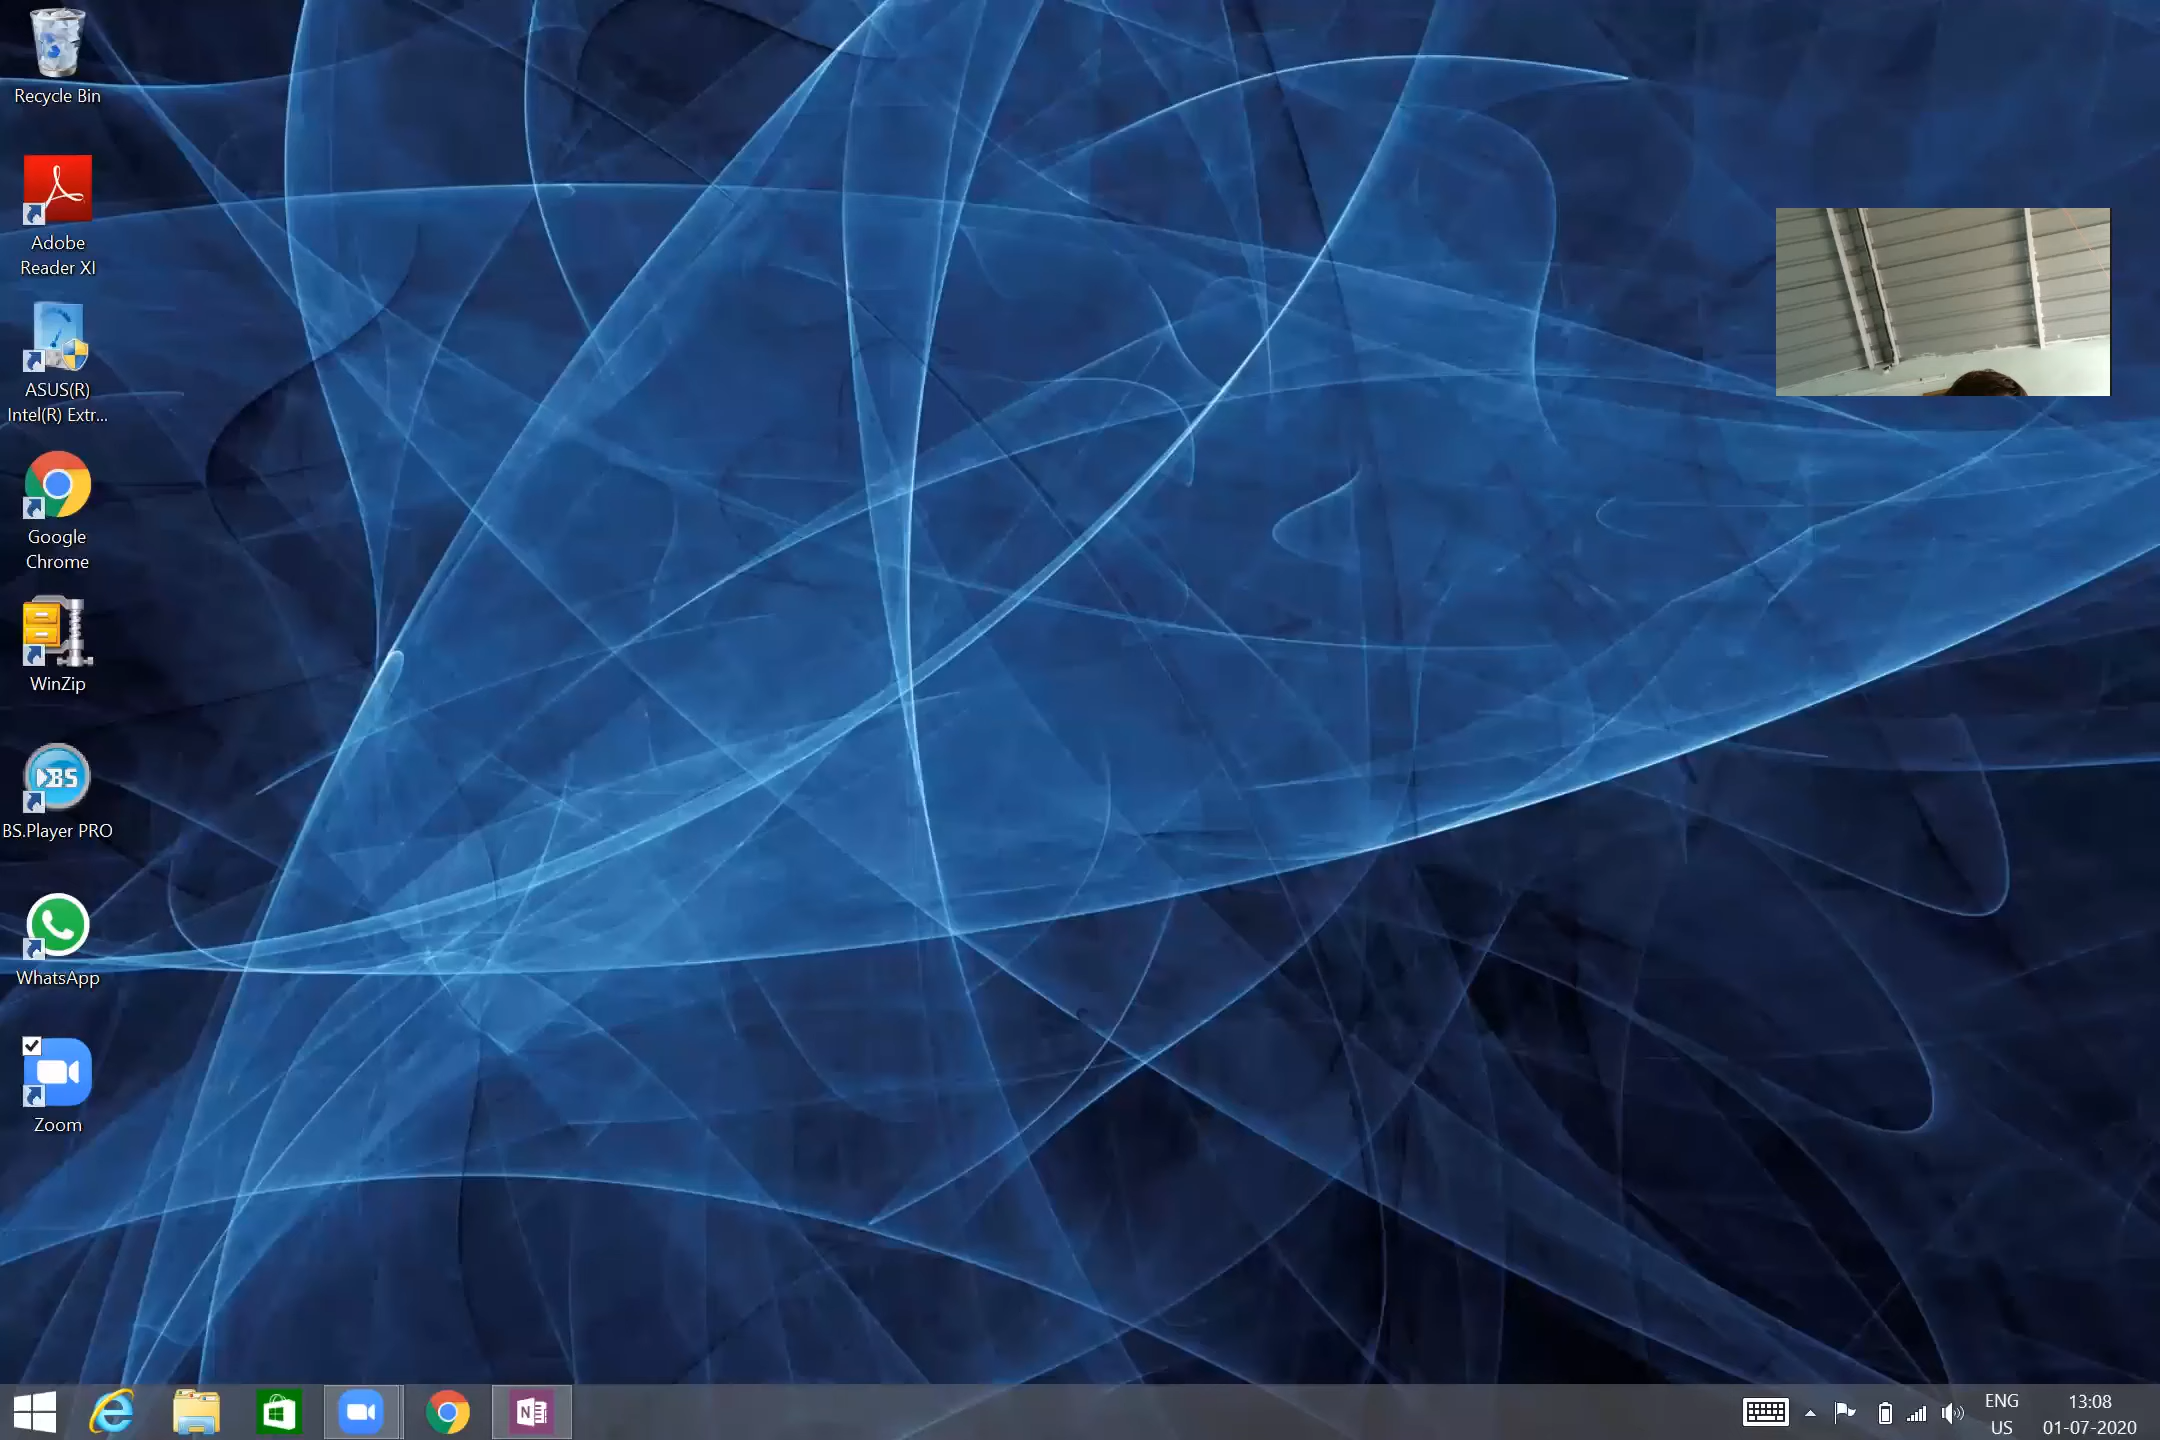 Recycle Bin
Adobe
Reader XI
ASUS(R)
Intel(R) Extr...
Google
Chrome
WinZip
BS
BS.Player PRO
WhatsApp
Zoom
N
ENG
US
13:08
01-07-2020